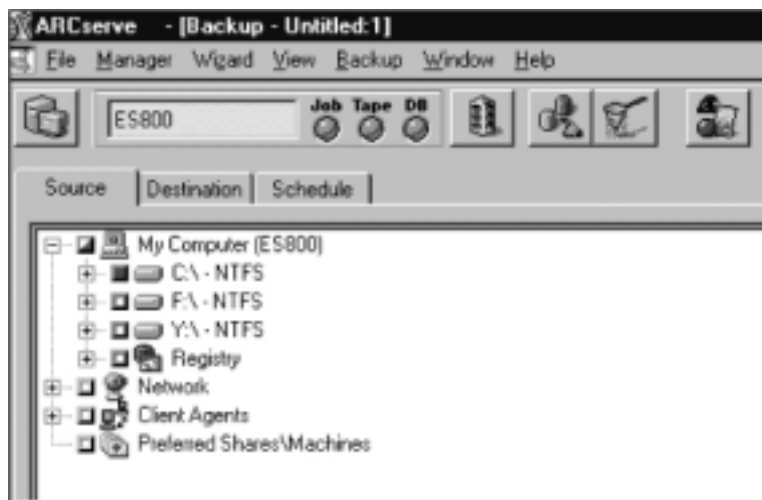 ARCserve - [Backup - Untitled:1]
File Manager Wizard View Backup Window Help
ES800 Job Tape DB
Source Destination Schedule
My Computer (ES800)
C:\ - NTFS
F:\ - NTFS
Y:\ - NTFS
Registry
Network
Client Agents
Preferred Shares\Machines